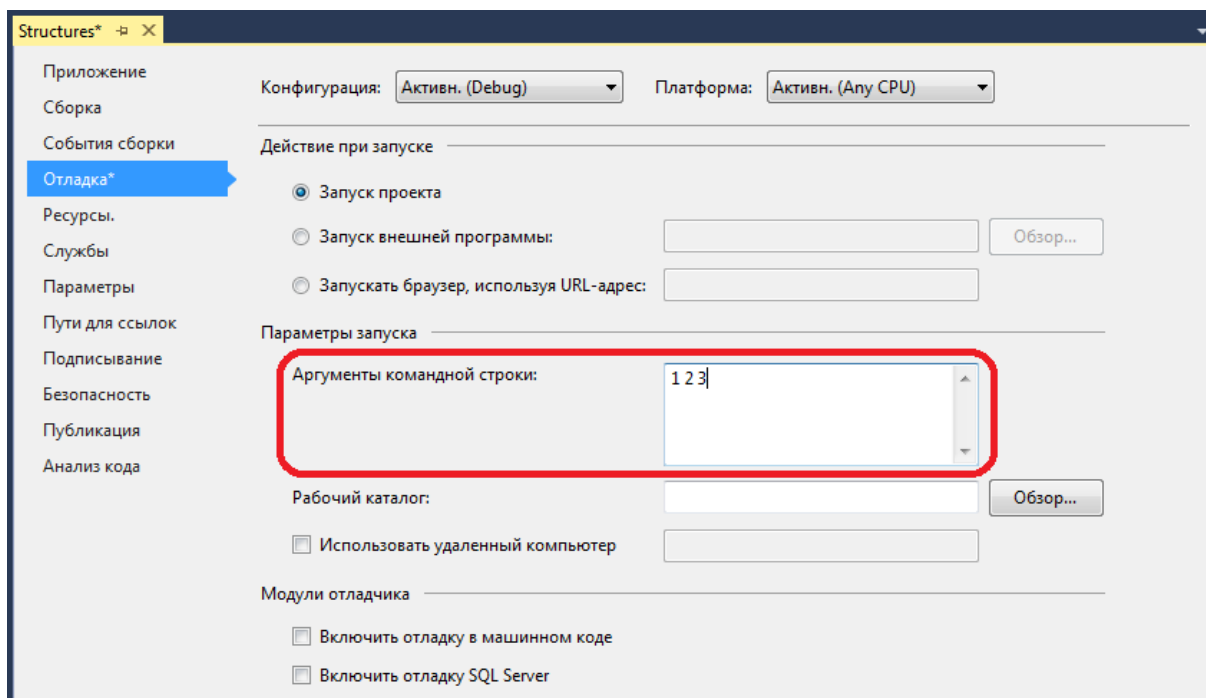 Structures*
Приложение
Сборка
События сборки
Отладка*
Ресурсы.
Службы
Параметры
Пути для ссылок
Подписывание
Безопасность
Публикация
Анализ кода
Конфигурация: Активн. (Debug) Платформа: Активн. (Any CPU)
Действие при запуске
Запуск проекта
Запуск внешней программы: Обзор...
Запускать браузер, используя URL-адрес:
Параметры запуска
Аргументы командной строки: 1 2 3
Рабочий каталог: Обзор...
Использовать удаленный компьютер
Модули отладчика
Включить отладку в машинном коде
Включить отладку SQL Server